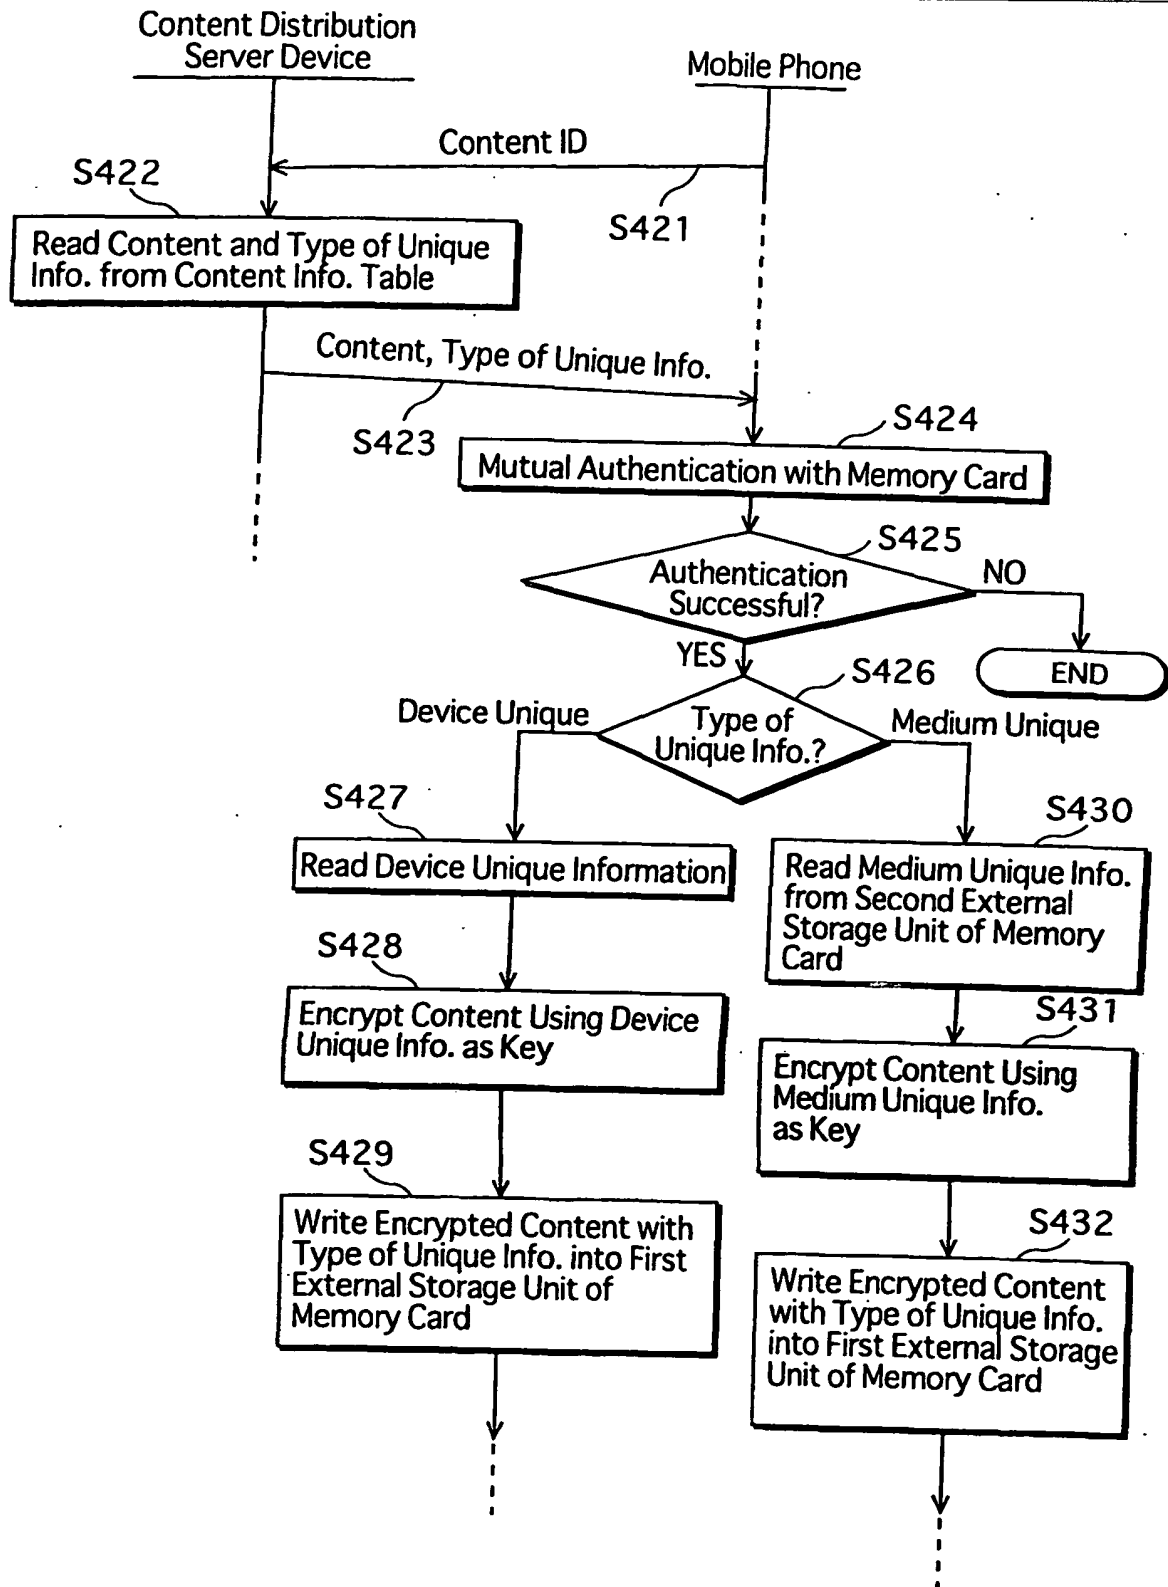 Content Distribution
Server Device
Mobile Phone
Content ID
S422
S421
Read Content and Type of Unique
Info. from Content Info. Table
Content, Type of Unique Info.
S423
S424
Mutual Authentication with Memory Card
S425
Authentication
Successful?
NO
YES
END
S426
Device Unique
Type of
Unique Info.?
Medium Unique
S427
Read Device Unique Information
S430
Read Medium Unique Info.
from Second External
Storage Unit of Memory
Card
S428
Encrypt Content Using Device
Unique Info. as Key
S431
Encrypt Content Using
Medium Unique Info.
as Key
S429
Write Encrypted Content with
Type of Unique Info. into First
External Storage Unit of
Memory Card
S432
Write Encrypted Content
with Type of Unique Info.
into First External Storage
Unit of Memory Card